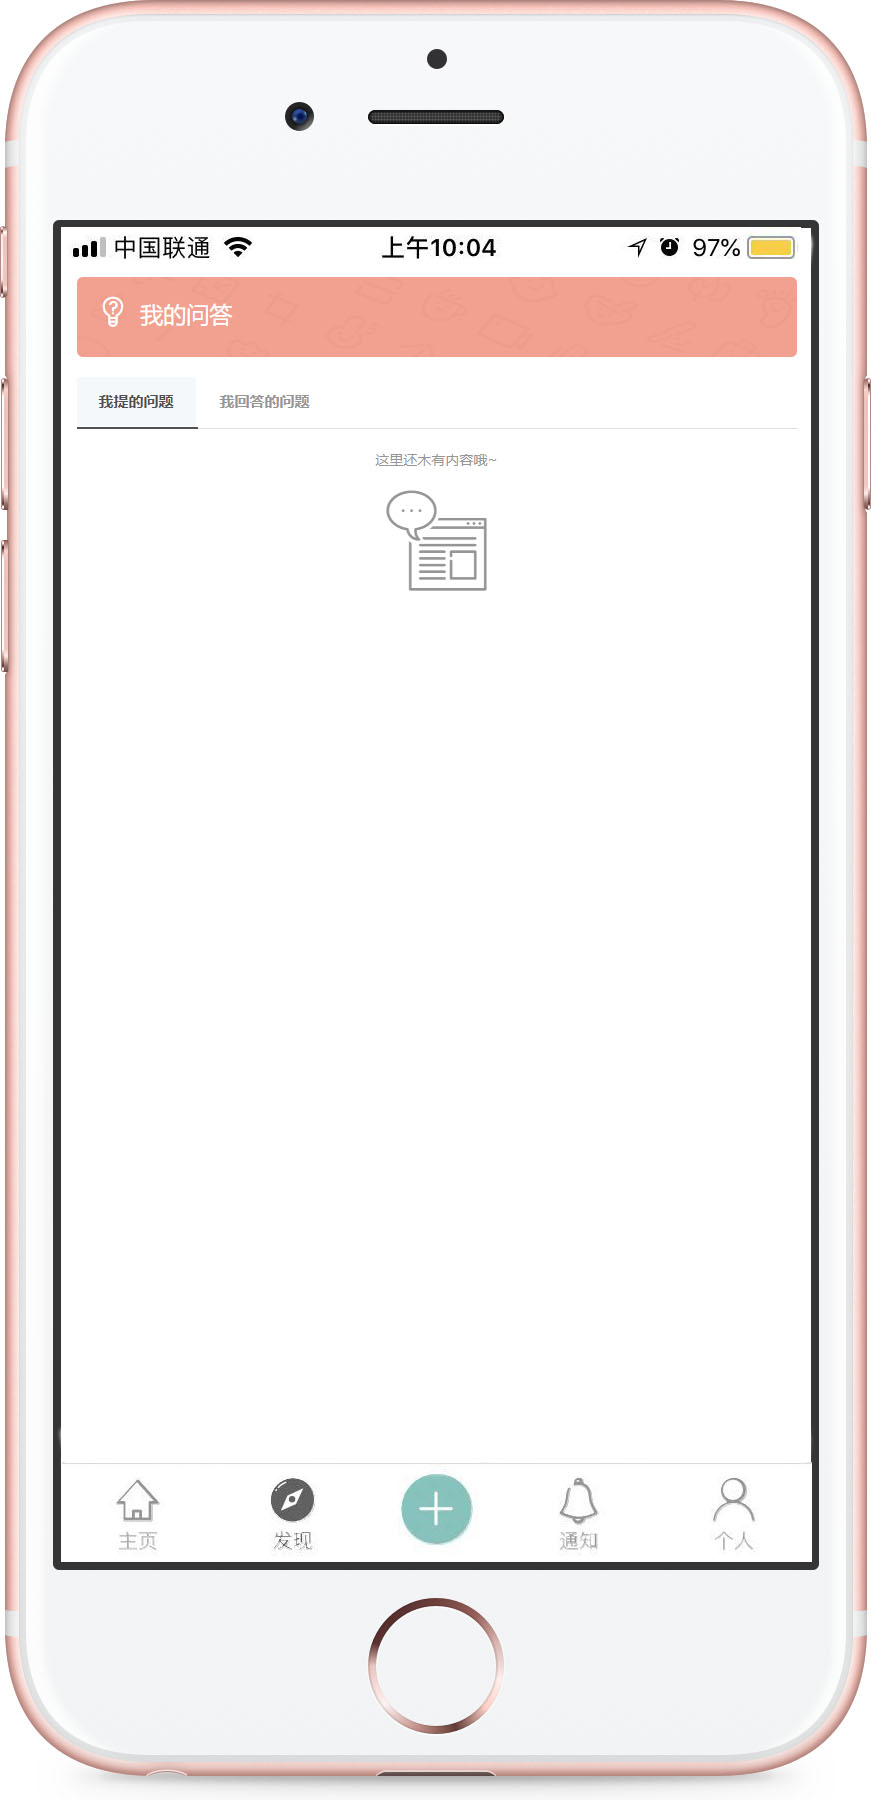 中国联通 上午10:04 97%
我的问答
我提的问题 我回答的问题
这里还木有内容哦~
主页 发现 通知 个人